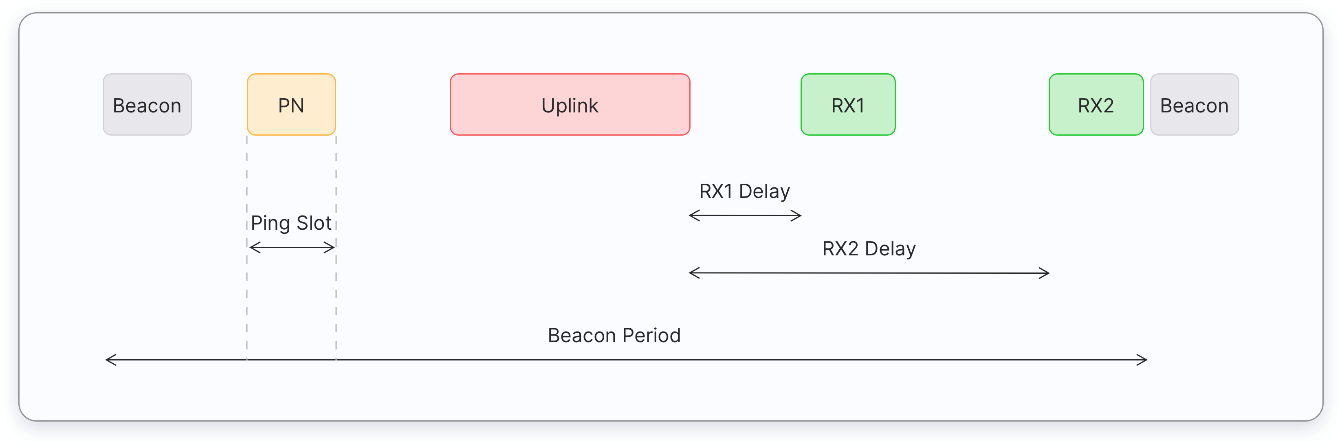 Beacon
PN
Uplink
RX1
RX2
Beacon
RX1 Delay
Ping Slot
RX2 Delay
Beacon Period